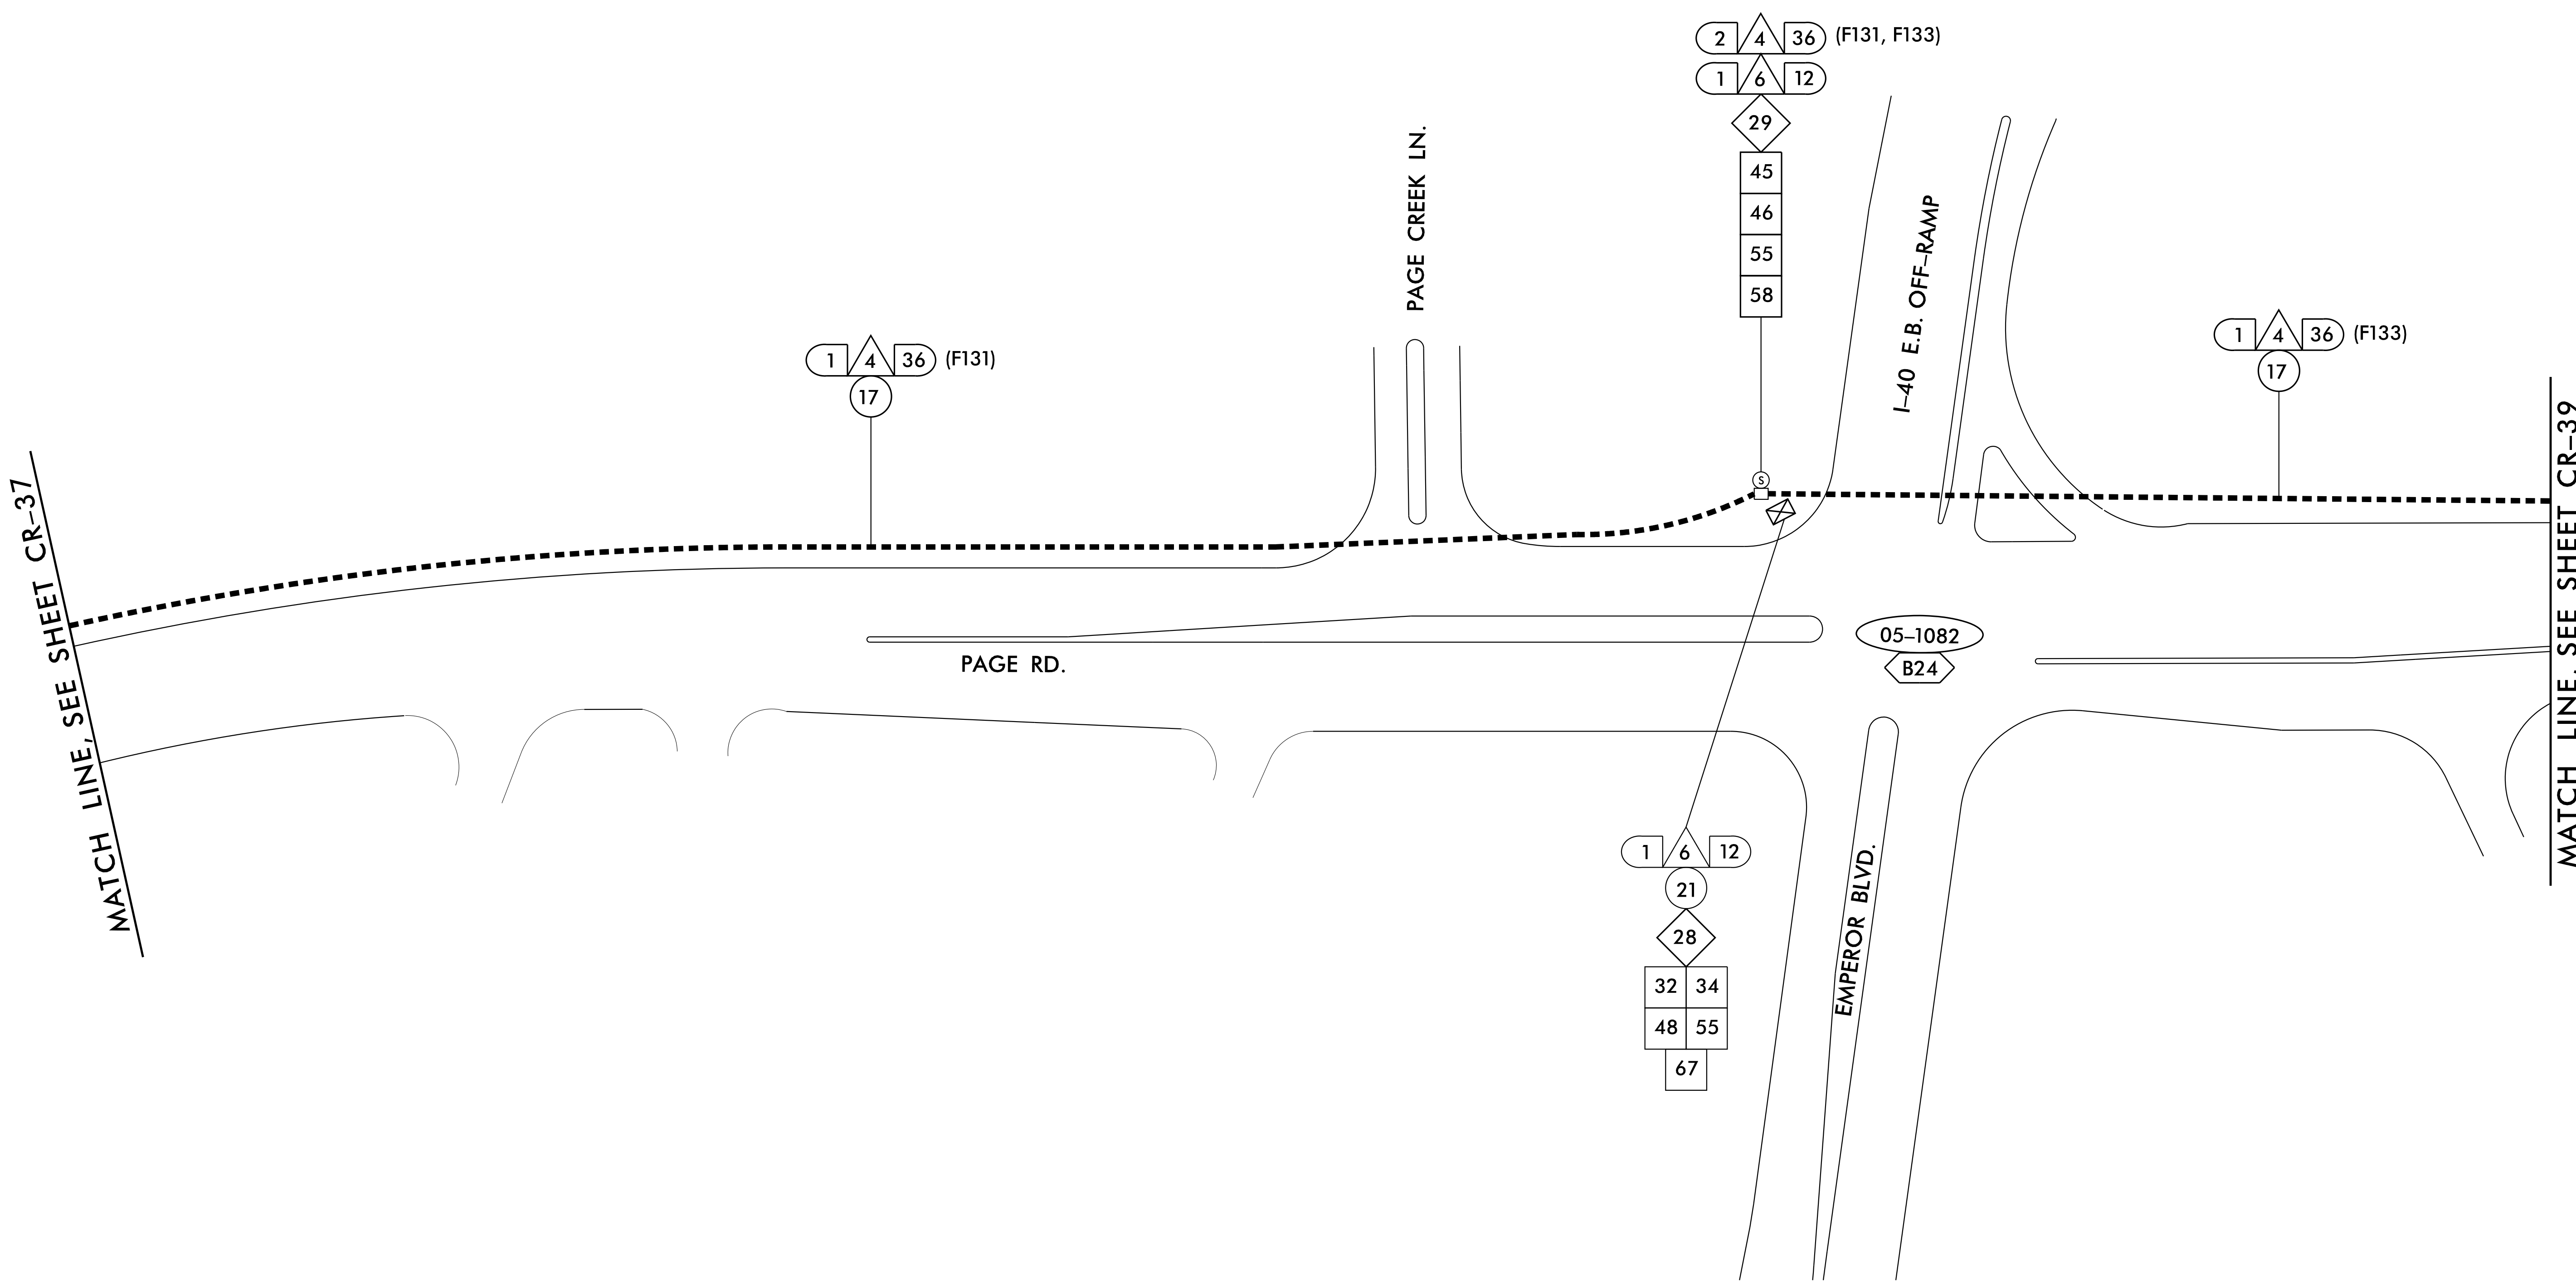 2 4 36 (F131, F133)
1 6 12
29
45
46
55
58
PAGE CREEK LN.
I-40 E.B. OFF-RAMP
1 4 36 (F131)
17
1 4 36 (F133)
17
S
MATCH LINE, SEE SHEET CR-37
MATCH LINE, SEE SHEET CR-39
05-1082
B24
PAGE RD.
1 6 12
21
28
32 34
48 55
67
EMPEROR BLVD.